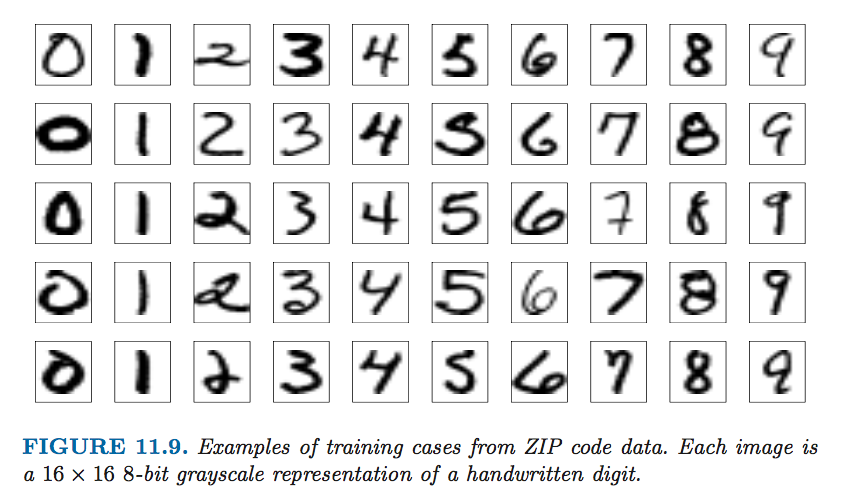 0 1 2 3 4 5 6 7 8 9
0 1 2 3 4 5 6 7 8 9
0 1 2 3 4 5 6 7 8 9
0 1 2 3 4 5 6 7 8 9
0 1 2 3 4 5 6 7 8 9
FIGURE 11.9. Examples of training cases from ZIP code data. Each image is
a 16 × 16 8-bit grayscale representation of a handwritten digit.